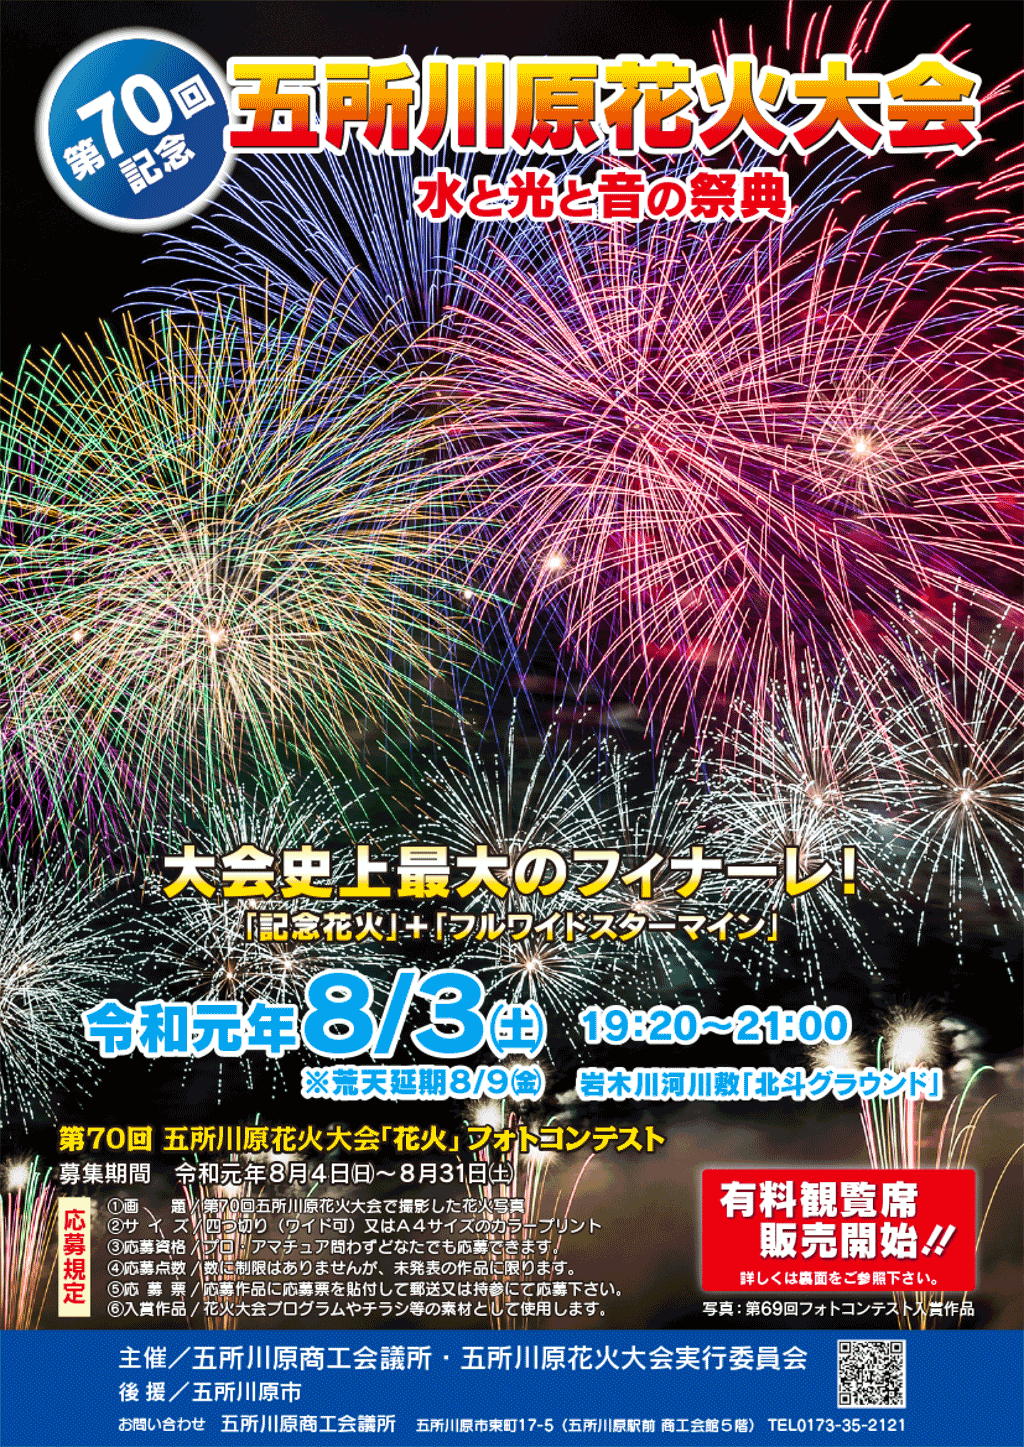 第70回
記念
五所川原花火大会
水と光と音の祭典
大会史上最大のフィナーレ!
「記念花火」+「フルワイドスターマイン」
令和元年8/3(土) 19:20～21:00
※荒天延期8/9(金) 岩木川河川敷「北斗グラウンド」
第70回 五所川原花火大会「花火」フォトコンテスト
募集期間 令和元年8月4日(日)～8月31日(土)
応募規定
①画 題/第70回五所川原花火大会で撮影した花火写真
②サイズ/四つ切り(ワイド可)又はA4サイズのカラープリント
③応募資格/プロ・アマチュア問わずどなたでも応募できます。
④応募点数/数に制限はありませんが、未発表の作品に限ります。
⑤応募票/応募作品に応募票を貼付して郵送又は持参にて応募下さい。
⑥入賞作品/花火大会プログラムやチラシ等の素材として使用します。
有料観覧席
販売開始!!
詳しくは裏面をご参照下さい。
写真:第69回フォトコンテスト入賞作品
主催/五所川原商工会議所・五所川原花火大会実行委員会
後援/五所川原市
お問い合わせ 五所川原商工会議所 五所川原市東町17-5(五所川原駅前 商工会館5階) TEL0173-35-2121